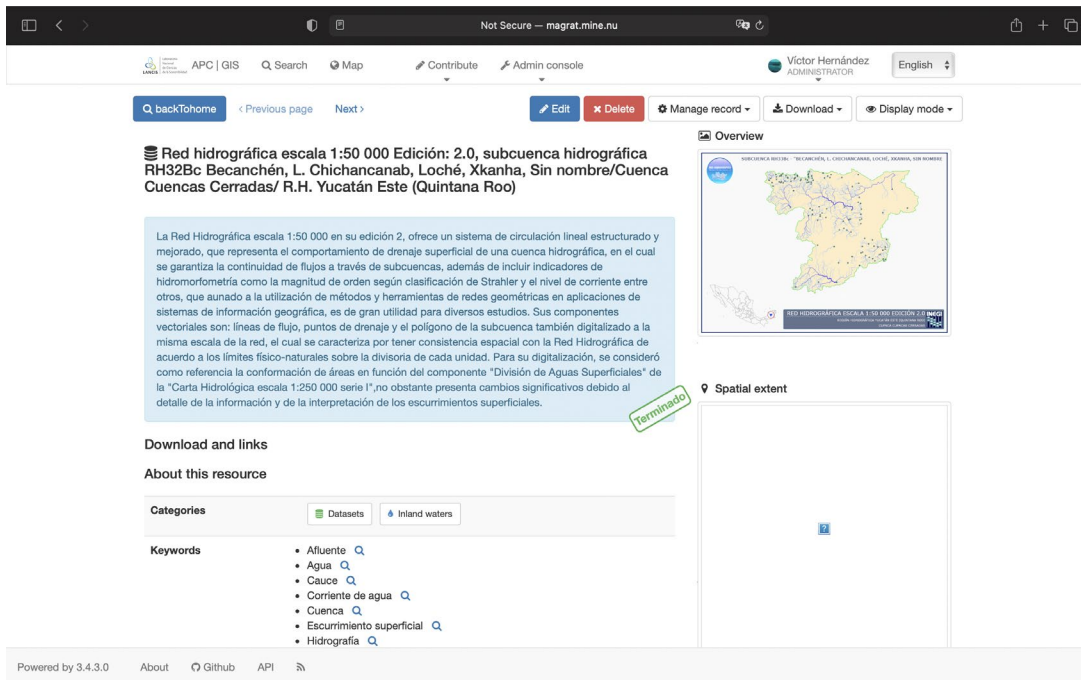 Not Secure — magrat.mine.nu
LANCIS
APC | GIS
Search
Map
Contribute
Admin console
Víctor Hernández
ADMINISTRATOR
English
backTohome
< Previous page
Next >
Edit
Delete
Manage record
Download
Display mode
Red hidrográfica escala 1:50 000 Edición: 2.0, subcuenca hidrográfica
RH32Bc Becanchén, L. Chichancanab, Loché, Xkanha, Sin nombre/Cuenca
Cuencas Cerradas/ R.H. Yucatán Este (Quintana Roo)
La Red Hidrográfica escala 1:50 000 en su edición 2, ofrece un sistema de circulación lineal estructurado y
mejorado, que representa el comportamiento de drenaje superficial de una cuenca hidrográfica, en el cual
se garantiza la continuidad de flujos a través de subcuencas, además de incluir indicadores de
hidromorfometría como la magnitud de orden según clasificación de Strahler y el nivel de corriente entre
otros, que aunado a la utilización de métodos y herramientas de redes geométricas en aplicaciones de
sistemas de información geográfica, es de gran utilidad para diversos estudios. Sus componentes
vectoriales son: líneas de flujo, puntos de drenaje y el polígono de la subcuenca también digitalizado a la
misma escala de la red, el cual se caracteriza por tener consistencia espacial con la Red Hidrográfica de
acuerdo a los límites físico-naturales sobre la divisoria de cada unidad. Para su digitalización, se consideró
como referencia la conformación de áreas en función del componente "División de Aguas Superficiales" de
la "Carta Hidrológica escala 1:250 000 serie I",no obstante presenta cambios significativos debido al
detalle de la información y de la interpretación de los escurrimientos superficiales.
Terminado
Download and links
About this resource
Categories
Datasets
Inland waters
Keywords
Afluente
Agua
Cauce
Corriente de agua
Cuenca
Escurrimiento superficial
Hidrografía
Overview
BECANCHÉN, L. CHICHANCANAB, LOCHÉ, XKANHA, SIN NOMBRE
RED HIDROGRÁFICA ESCALA 1:50 000 EDICIÓN 2.0
INEGI
Spatial extent
?
Powered by 3.4.3.0
About
Github
API